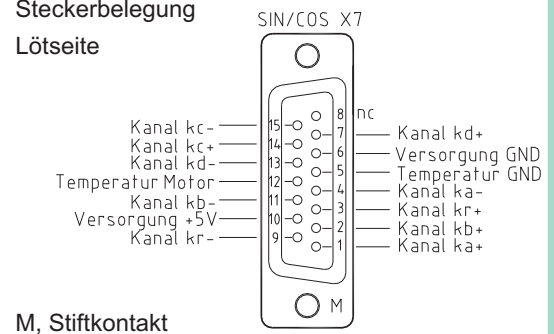 Steckerbelegung
Lötseite
SIN/COS X7
8 nc
15 Kanal kc-
7 Kanal kd+
14 Kanal kc+
6 Versorgung GND
13 Kanal kd-
5 Temperatur GND
12 Temperatur Motor
4 Kanal ka-
11 Kanal kb-
3 Kanal kr+
10 Versorgung +5V
2 Kanal kb+
9 Kanal kr-
1 Kanal ka+
M
M, Stiftkontakt